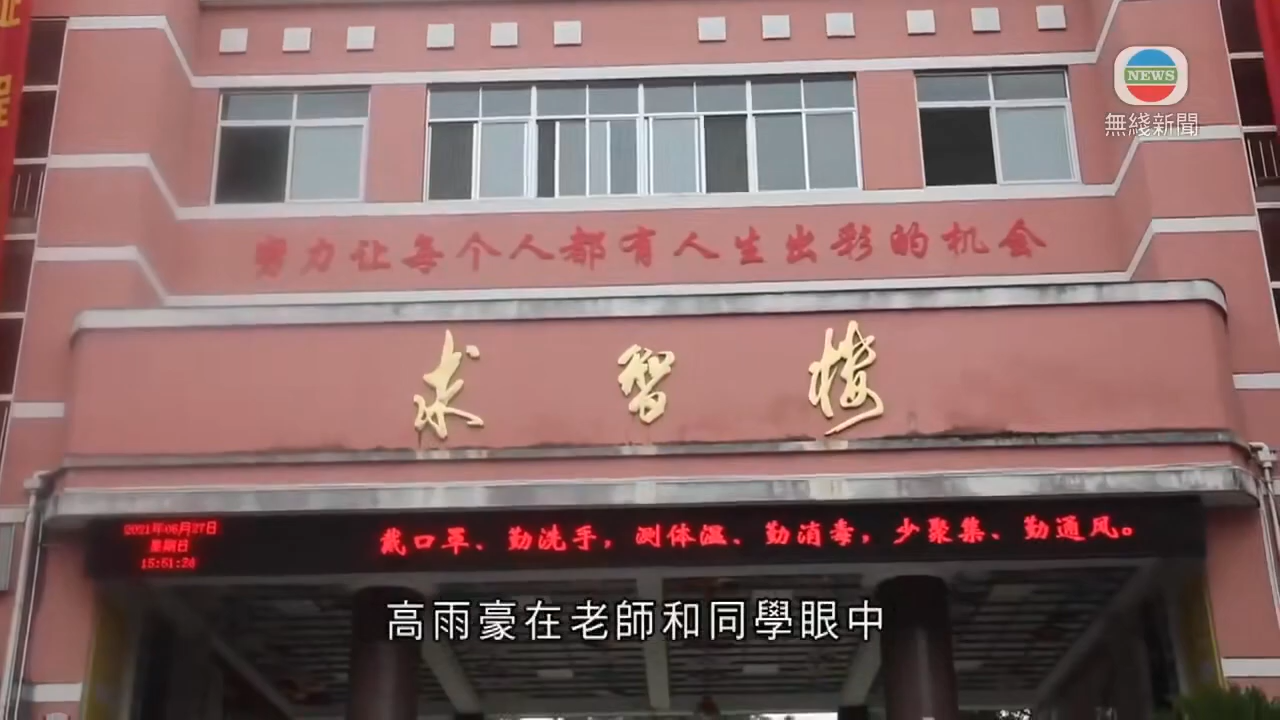 NEWS
無綫新聞
努力让每个人都有人生出彩的机会
求智楼
2021年06月27日
星期日
15:51:24
戴口罩、勤洗手，测体温、勤消毒，少聚集、勤通风。
高雨豪在老師和同學眼中